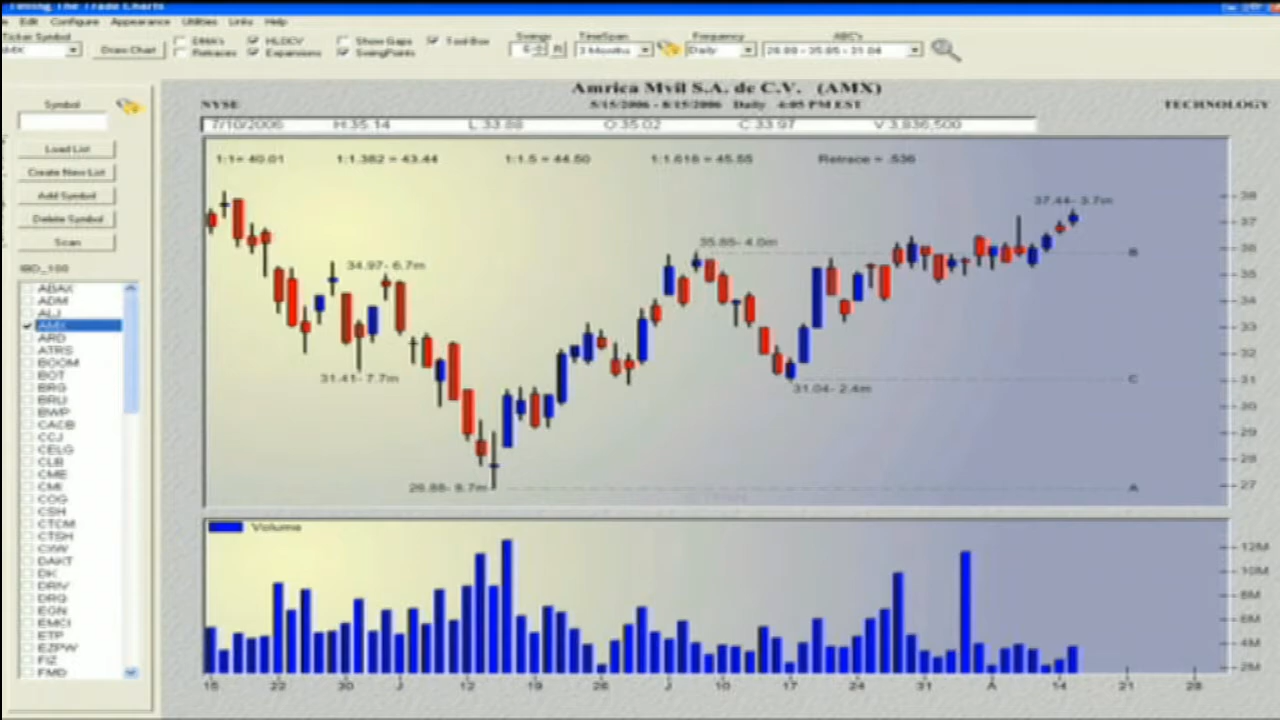 Timing The Trade Charts
Edit Configure Appearance Utilities Links Help
Ticker Symbol
AMX
Draw Chart
EMA's
Retraces
HLOCV
Expansions
Show Gaps
SwingPoints
Tool Box
Swings
TimeSpan
3 Months
Frequency
Daily
ABC's
26.88 - 35.85 - 31.04
Symbol
Load List
Create New List
Add Symbol
Delete Symbol
Scan
IBD_100
ABAX
ADM
ALJ
AMX
ARD
ATRS
BOOM
BOT
BRG
BRLI
BWP
CACB
CCJ
CELG
CLB
CME
CMI
COG
CSH
CTCM
CTSH
CXW
DAKT
DK
DRIV
DRQ
EGN
EMCI
ETP
EZPW
FIZ
FMD
Amrica Mvil S.A. de C.V. (AMX)
NYSE
5/15/2006 - 8/15/2006 Daily 4:05 PM EST
TECHNOLOGY
7/10/2006 H:35.14 L:33.88 O:35.02 C:33.97 V:3,836,500
1:1= 40.01 1:1.382 = 43.44 1:1.5 = 44.50 1:1.618 = 45.55 Retrace = .536
37.44- 3.7m
35.85- 4.0m
34.97- 6.7m
31.41- 7.7m
31.04- 2.4m
26.88- 8.7m
B
C
A
38
37
36
35
34
33
32
31
30
29
28
27
Volume
12M
10M
8M
6M
4M
2M
15 22 30 J 12 19 26 J 10 17 24 31 A 14 21 28